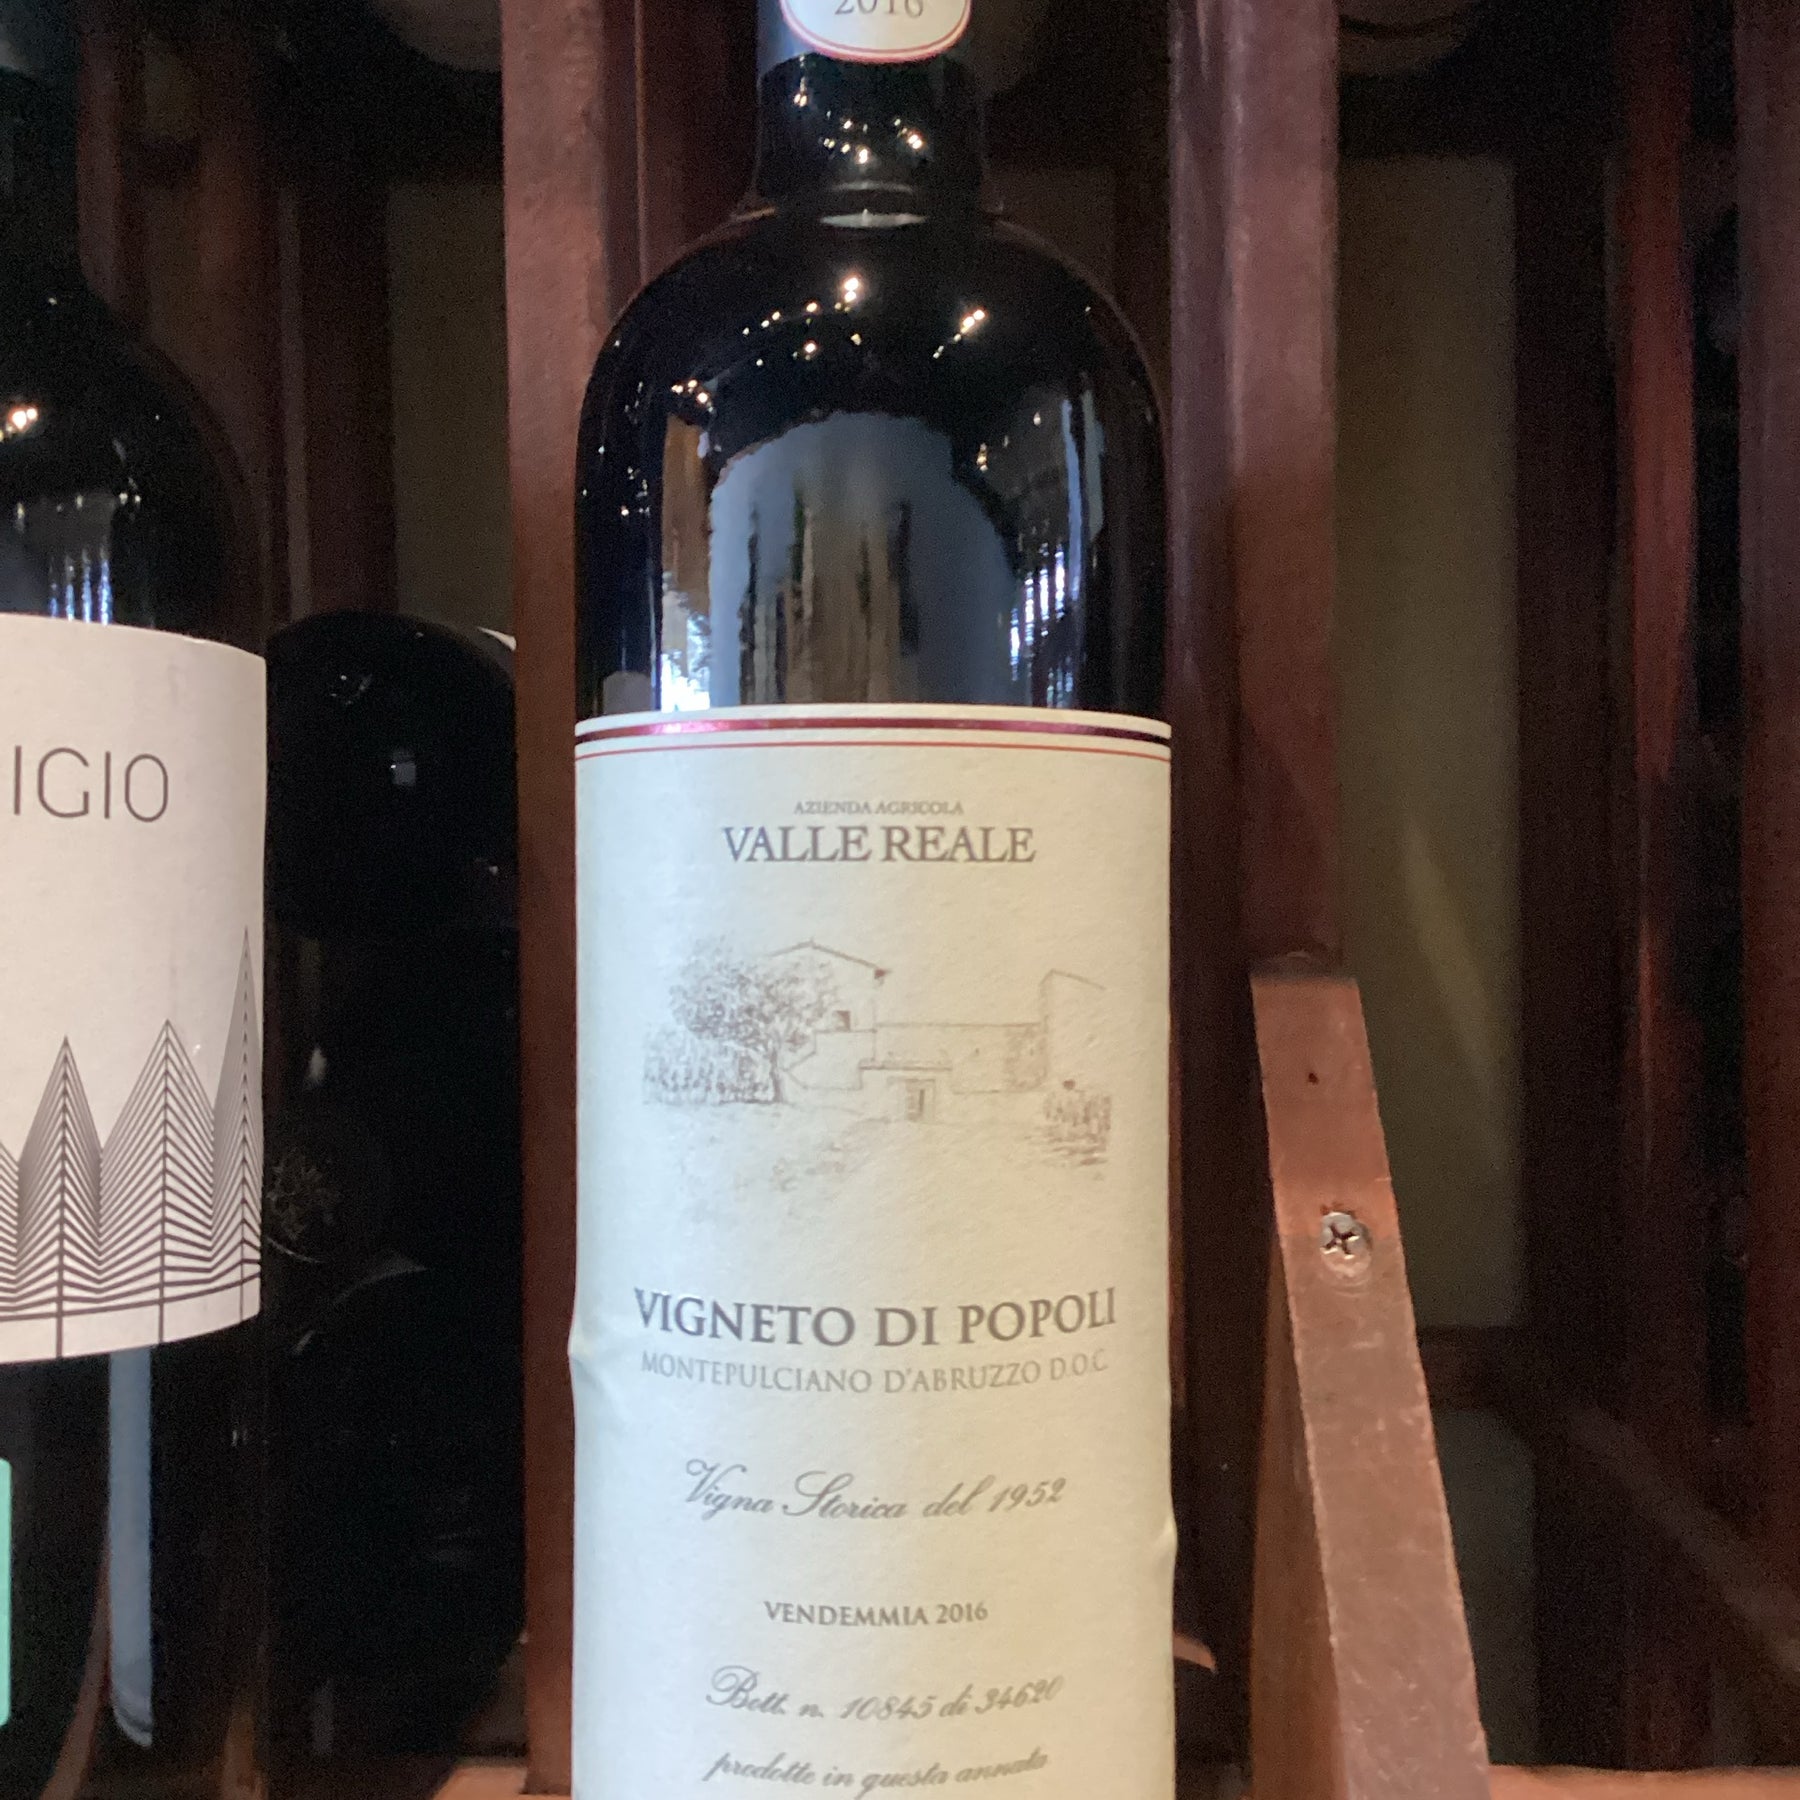 2016
IGIO
AZIENDA AGRICOLA
VALLE REALE
VIGNETO DI POPOLI
MONTEPULCIANO D'ABRUZZO D.O.C
Vigna Storica del 1952
VENDEMMIA 2016
Bott. n. 10845 di 34620
prodotte in questa annata